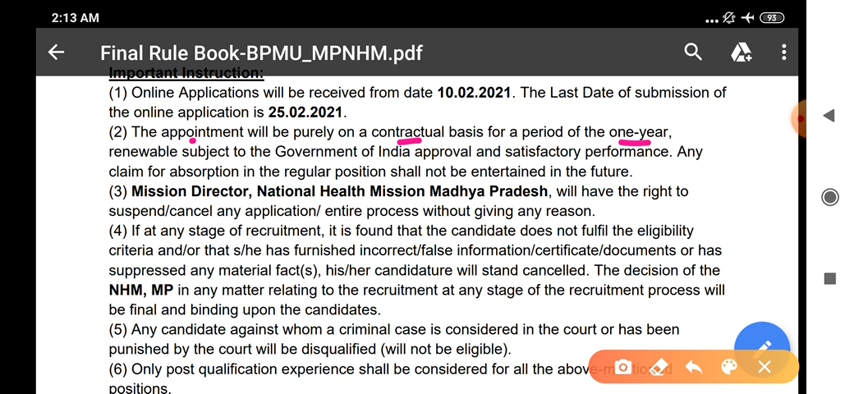 2:13 AM
93
Final Rule Book-BPMU_MPNHM.pdf
Important Instruction:
(1) Online Applications will be received from date 10.02.2021. The Last Date of submission of
the online application is 25.02.2021.
(2) The appointment will be purely on a contractual basis for a period of the one-year,
renewable subject to the Government of India approval and satisfactory performance. Any
claim for absorption in the regular position shall not be entertained in the future.
(3) Mission Director, National Health Mission Madhya Pradesh, will have the right to
suspend/cancel any application/ entire process without giving any reason.
(4) If at any stage of recruitment, it is found that the candidate does not fulfil the eligibility
criteria and/or that s/he has furnished incorrect/false information/certificate/documents or has
suppressed any material fact(s), his/her candidature will stand cancelled. The decision of the
NHM, MP in any matter relating to the recruitment at any stage of the recruitment process will
be final and binding upon the candidates.
(5) Any candidate against whom a criminal case is considered in the court or has been
punished by the court will be disqualified (will not be eligible).
(6) Only post qualification experience shall be considered for all the above-mentioned
positions.